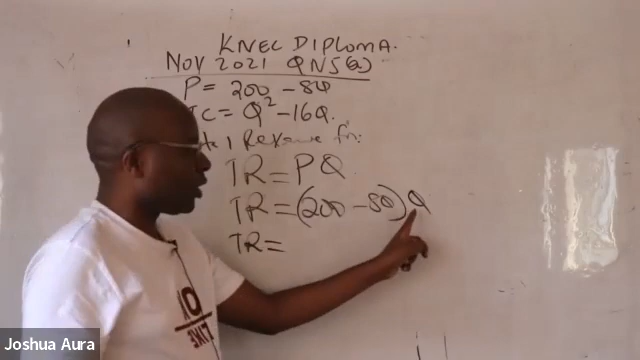 KNEC DIPLOMA.
NOV 2021 QN5(a)
P = 200 - 8Q
TC = Q² - 16Q.
Revenue fn:
TR = PQ
TR = (200 - 8Q)Q
TR =
Joshua Aura